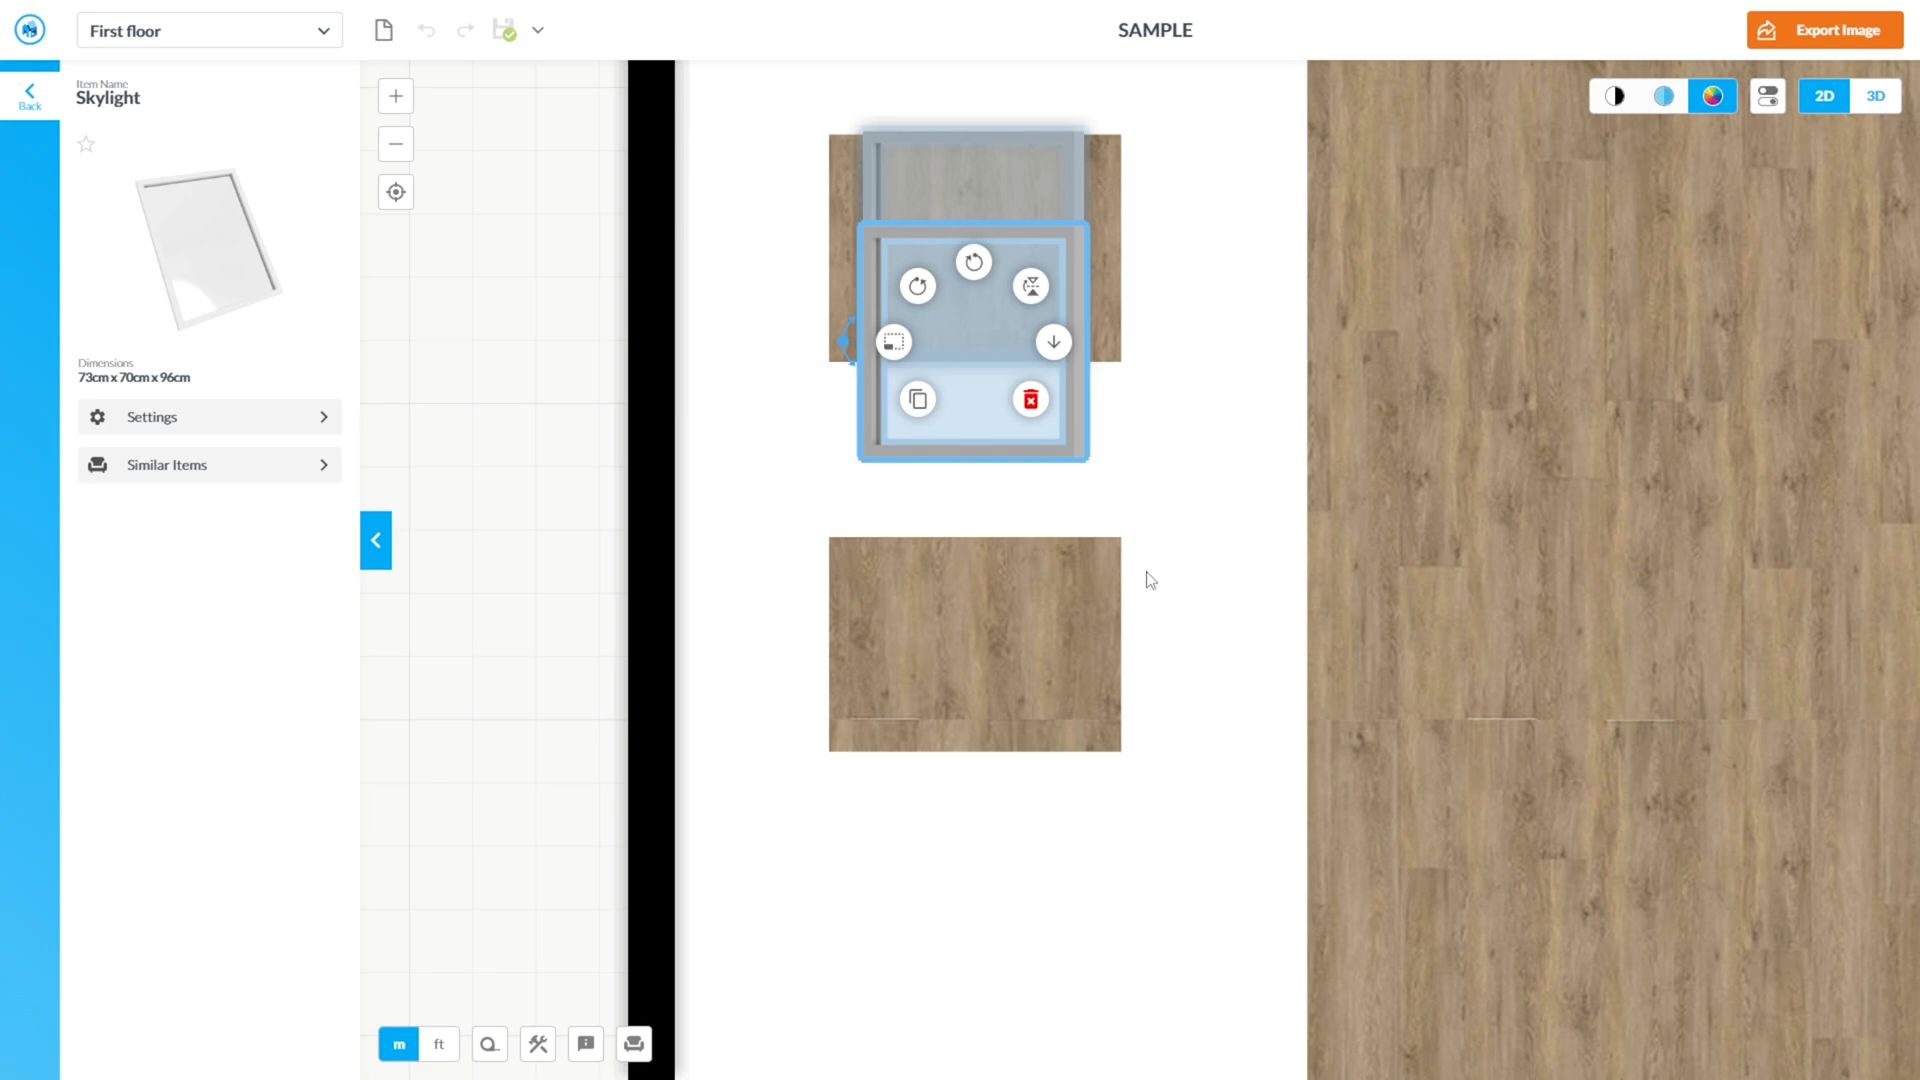 First floor
SAMPLE
Export Image
Back
Item Name
Skylight
2D
3D
Dimensions
73cm x 70cm x 96cm
Settings
Similar Items
m
ft